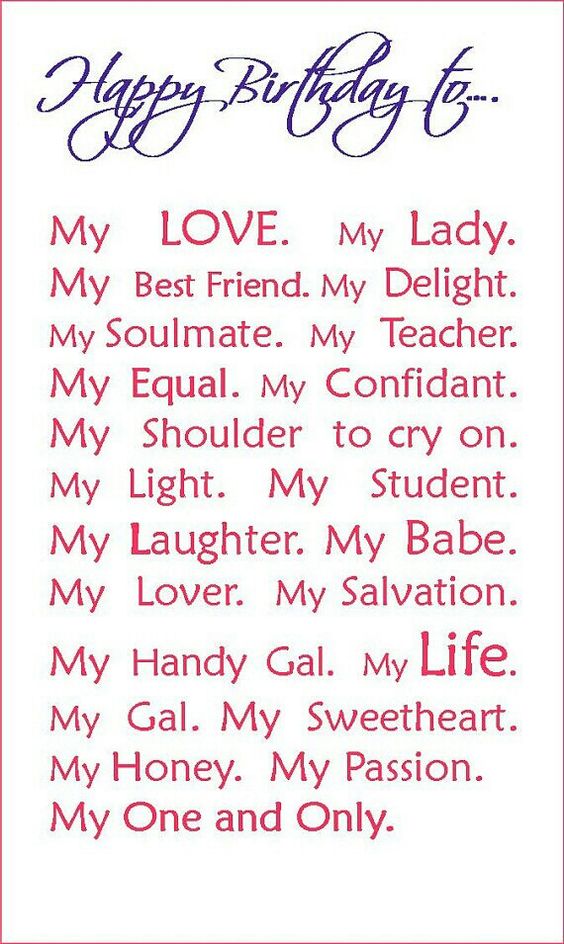 Happy Birthday to....
My LOVE. My Lady.
My Best Friend. My Delight.
My Soulmate. My Teacher.
My Equal. My Confidant.
My Shoulder to cry on.
My Light. My Student.
My Laughter. My Babe.
My Lover. My Salvation.
My Handy Gal. My Life.
My Gal. My Sweetheart.
My Honey. My Passion.
My One and Only.